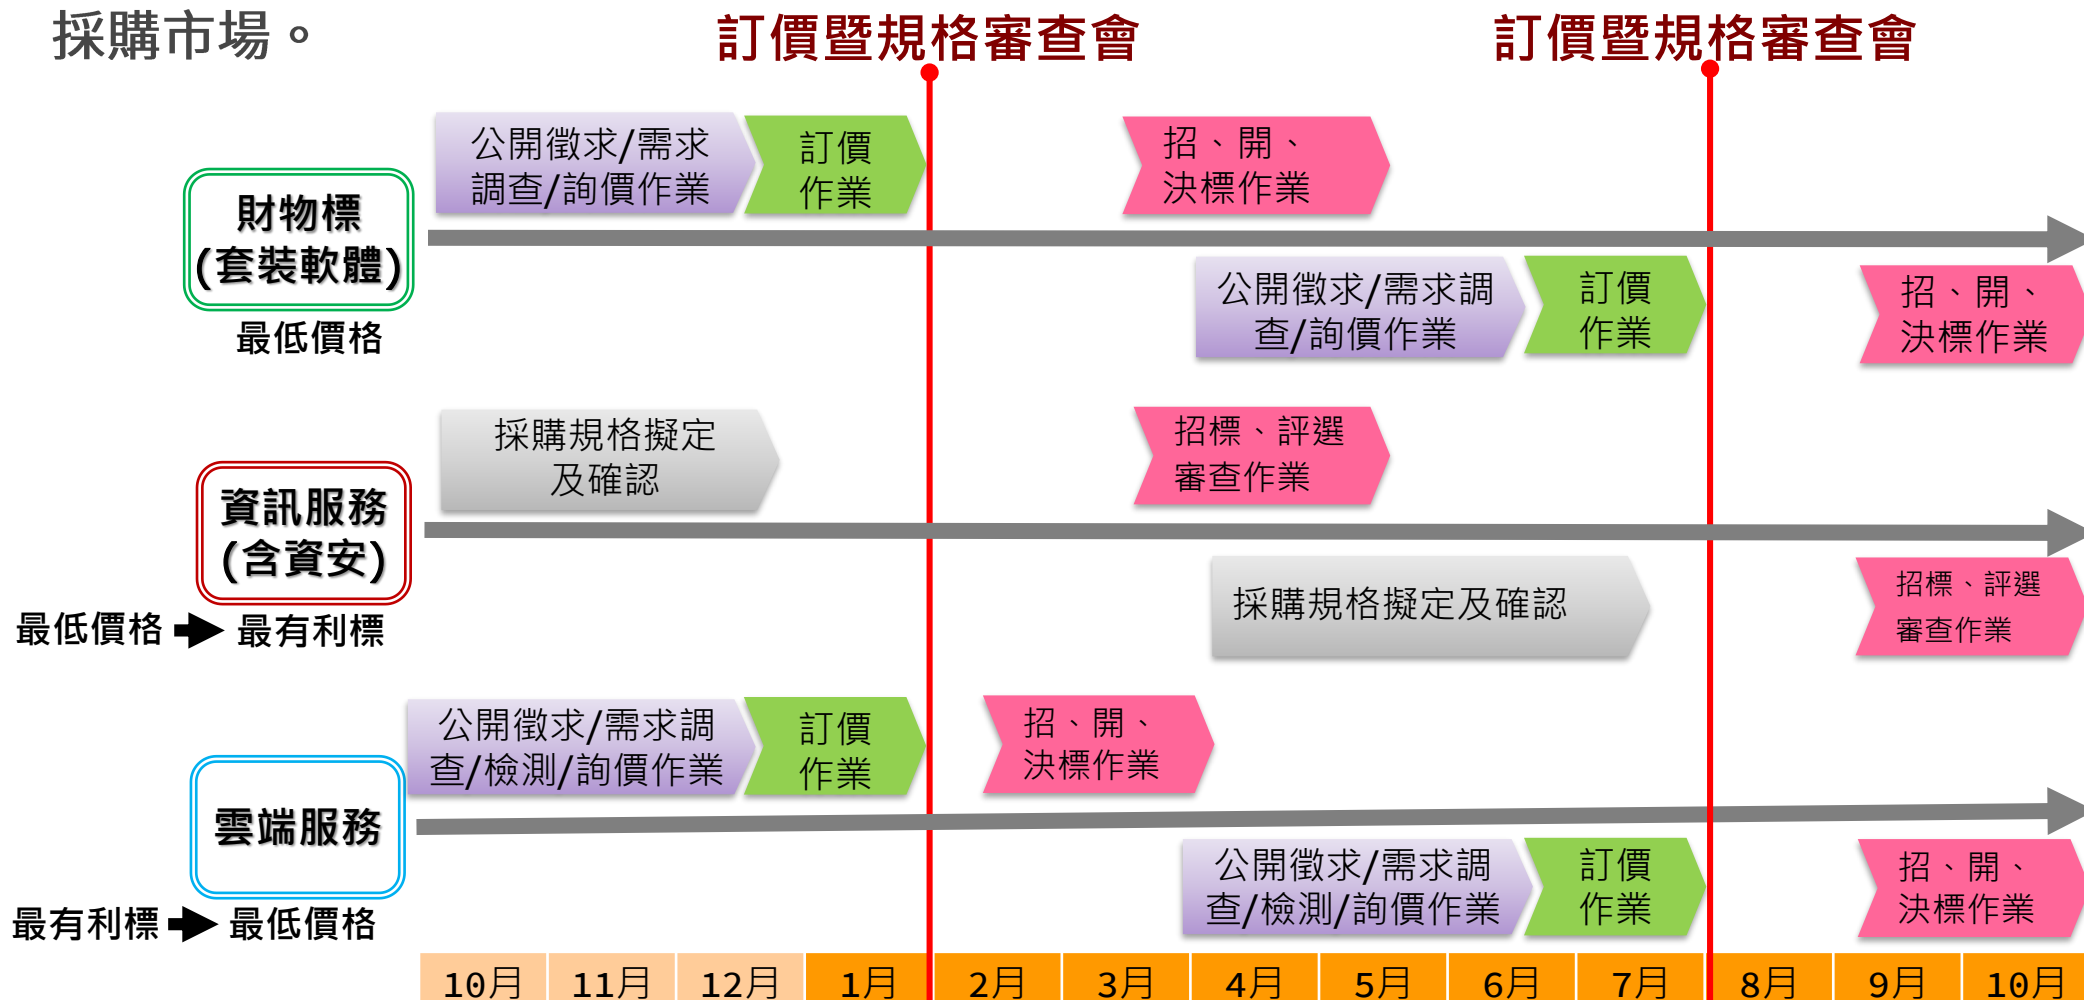 採購市場。
訂價暨規格審查會
訂價暨規格審查會
公開徵求/需求
調查/詢價作業
訂價
作業
招、開、
決標作業
財物標
(套裝軟體)
最低價格
公開徵求/需求調
查/詢價作業
訂價
作業
招、開、
決標作業
採購規格擬定
及確認
招標、評選
審查作業
資訊服務
(含資安)
最低價格
最有利標
採購規格擬定及確認
招標、評選
審查作業
公開徵求/需求調
查/檢測/詢價作業
訂價
作業
招、開、
決標作業
雲端服務
最有利標
最低價格
公開徵求/需求調
查/檢測/詢價作業
訂價
作業
招、開、
決標作業
10月 11月 12月 1月 2月 3月 4月 5月 6月 7月 8月 9月 10月